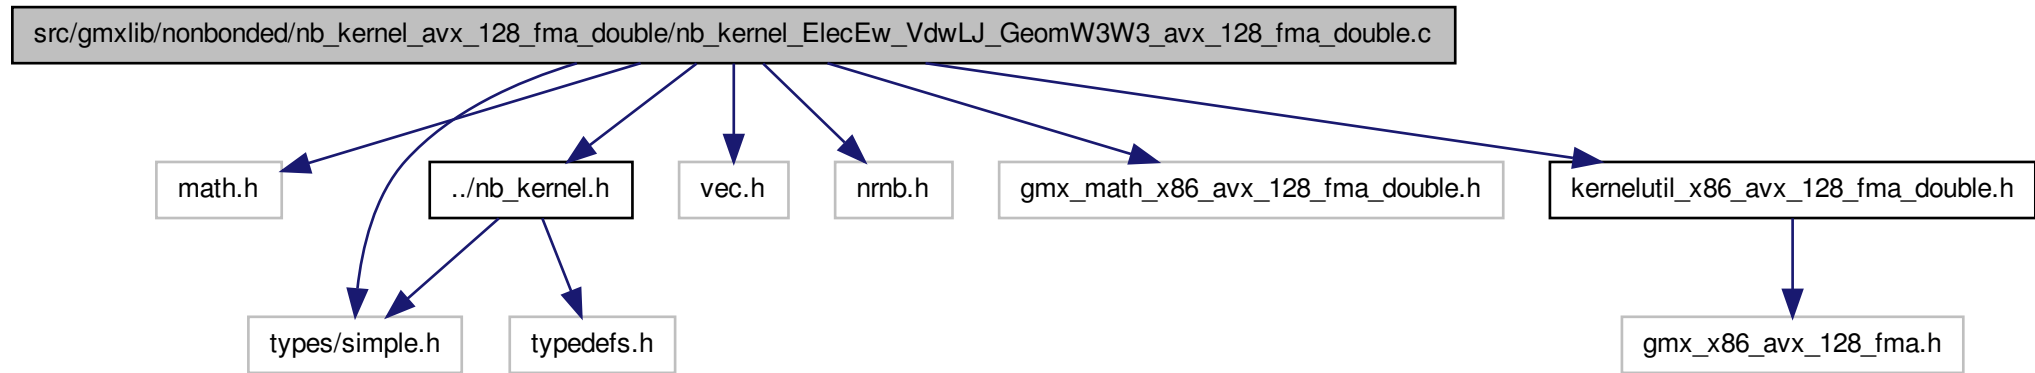 src/gmxlib/nonbonded/nb_kernel_avx_128_fma_double/nb_kernel_ElecEw_VdwLJ_GeomW3W3_avx_128_fma_double.c
math.h
../nb_kernel.h
vec.h
nrnb.h
gmx_math_x86_avx_128_fma_double.h
kernelutil_x86_avx_128_fma_double.h
types/simple.h
typedefs.h
gmx_x86_avx_128_fma.h